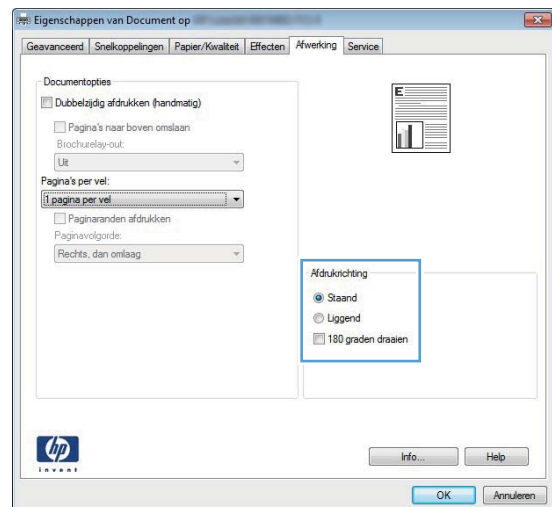 Eigenschappen van Document op
Geavanceerd Snelkoppelingen Papier/Kwaliteit Effecten Afwerking Service
Documentopties
Dubbelzijdig afdrukken (handmatig)
Pagina's naar boven omslaan
Brochurelay-out:
Uit
Pagina's per vel:
1 pagina per vel
Paginaranden afdrukken
Paginavolgorde:
Rechts, dan omlaag
E
Afdrukrichting
Staand
Liggend
180 graden draaien
hp
invent
Info... Help
OK Annuleren